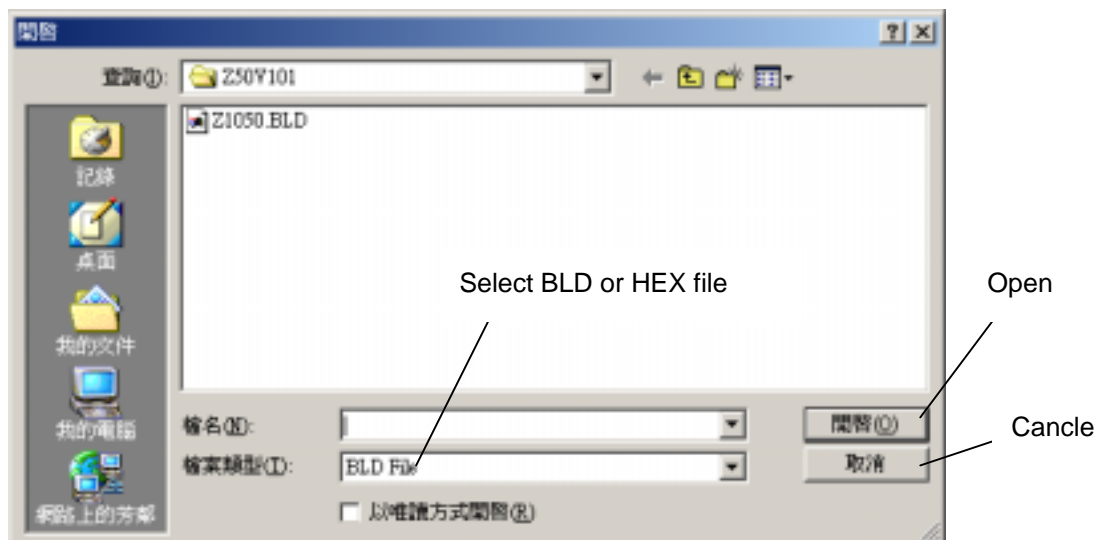 開啟
查詢(I):
Z50V101
Z1050.BLD
記錄
桌面
我的文件
我的電腦
網路上的芳鄰
Select BLD or HEX file
Open
檔名(N):
開啟(O)
Cancle
檔案類型(T):
BLD File
取消
以唯讀方式開啟(R)